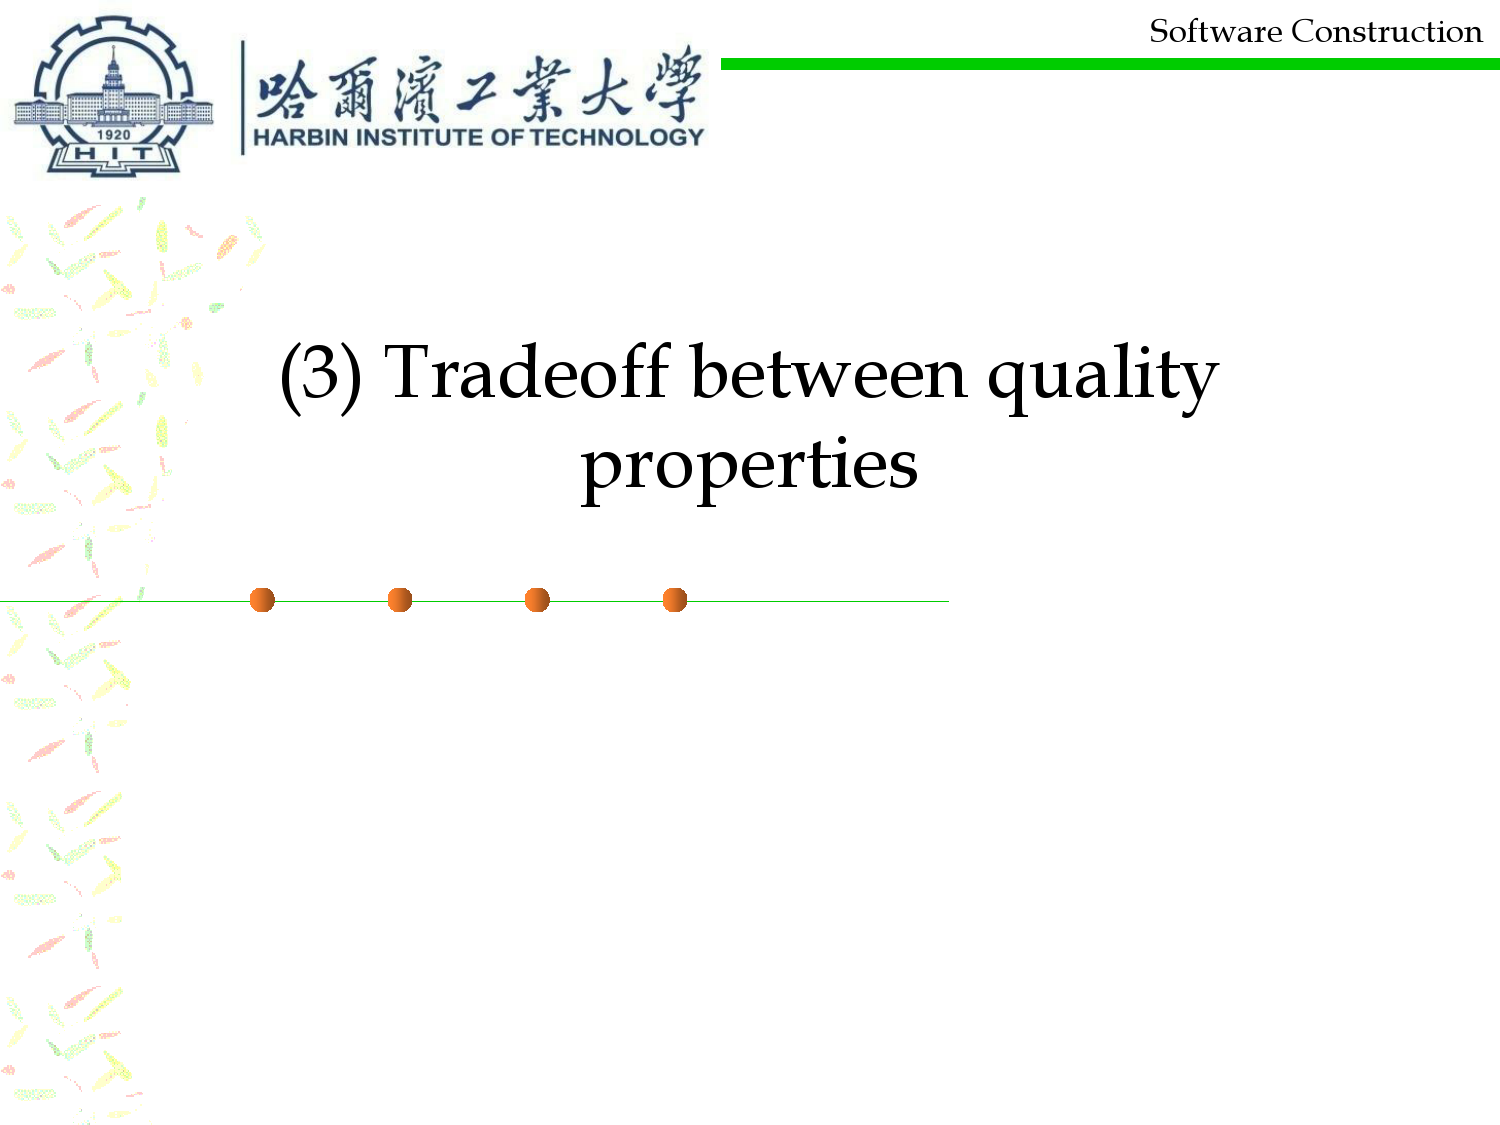 Software Construction
哈爾濱工業大學
HARBIN INSTITUTE OF TECHNOLOGY
1920
HIT
(3) Tradeoff between quality
properties